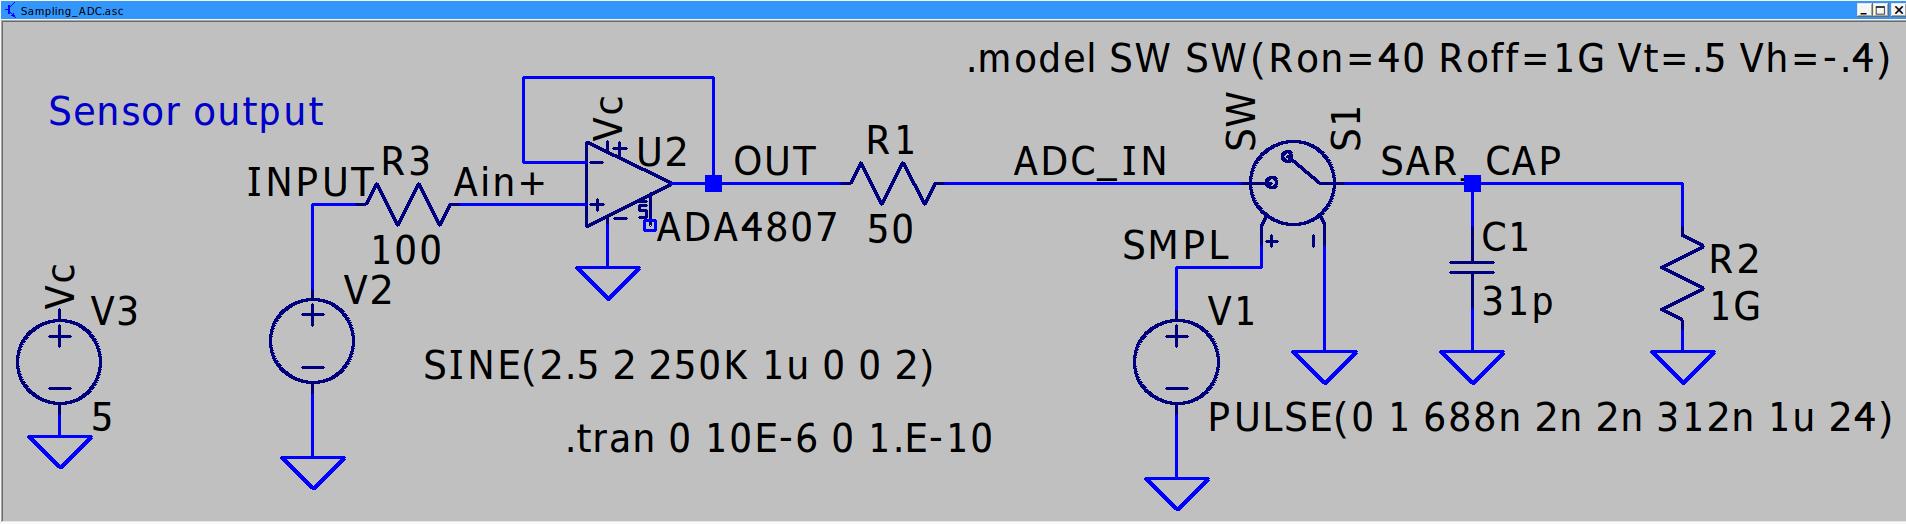 Sampling_ADC.asc
.model SW SW(Ron=40 Roff=1G Vt=.5 Vh=-.4)
Sensor output
Vc
U2
R1
SW
S1
INPUT
R3
Ain+
OUT
ADC_IN
SAR_CAP
100
ADA4807
50
SMPL
C1
R2
Vc
V3
V2
V1
31p
1G
SINE(2.5 2 250K 1u 0 0 2)
5
PULSE(0 1 688n 2n 2n 312n 1u 24)
.tran 0 10E-6 0 1.E-10